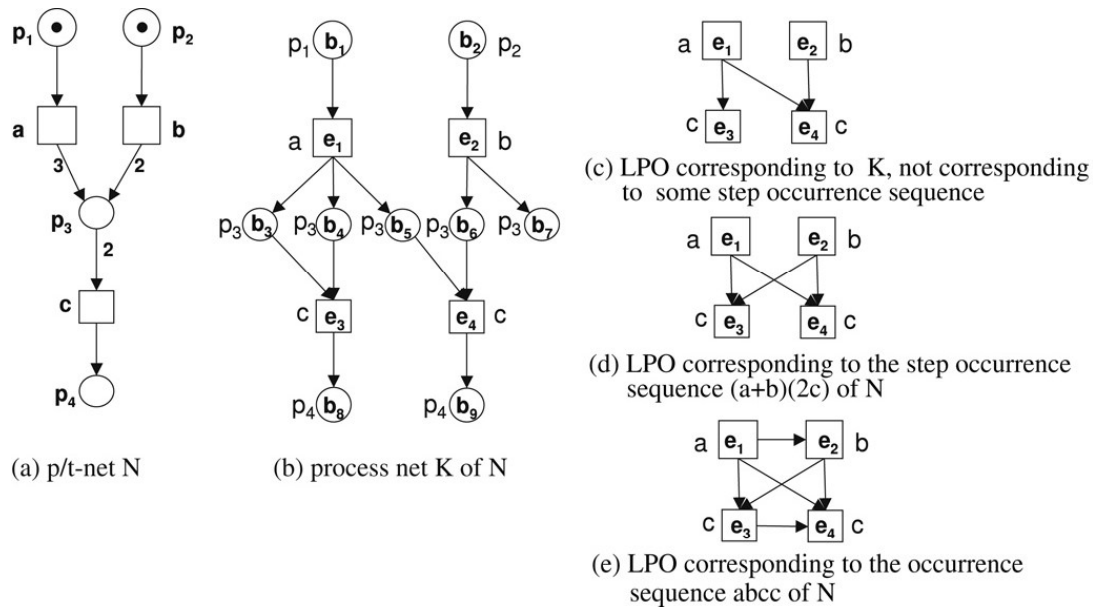 p1 p2
a b
3 2
p3
2
c
p4
(a) p/t-net N
p1 b1 b2 p2
a e1 e2 b
p3 b3 p3 b4 p3 b5 p3 b6 p3 b7
c e3 e4 c
p4 b8 p4 b9
(b) process net K of N
a e1 e2 b
c e3 e4 c
(c) LPO corresponding to K, not corresponding
to some step occurrence sequence
a e1 e2 b
c e3 e4 c
(d) LPO corresponding to the step occurrence
sequence (a+b)(2c) of N
a e1 e2 b
c e3 e4 c
(e) LPO corresponding to the occurrence
sequence abcc of N